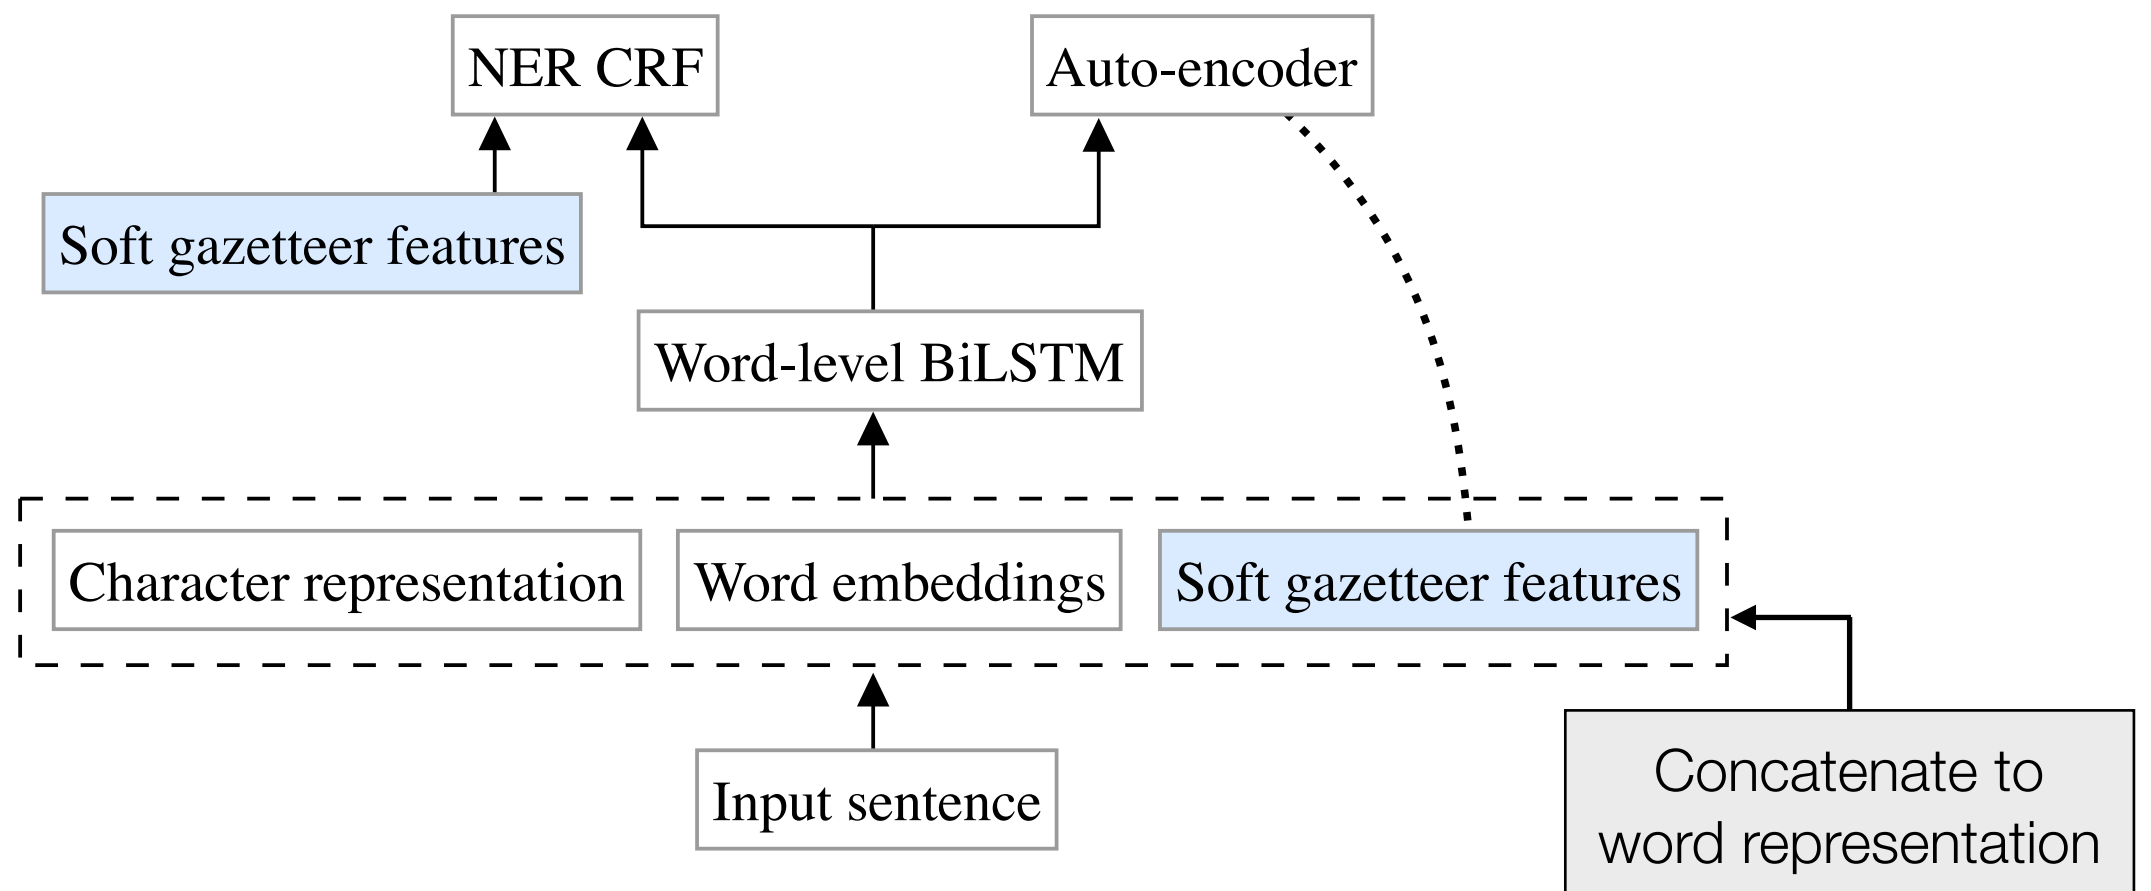 NER CRF
Auto-encoder
Soft gazetteer features
Word-level BiLSTM
Character representation
Word embeddings
Soft gazetteer features
Input sentence
Concatenate to
word representation